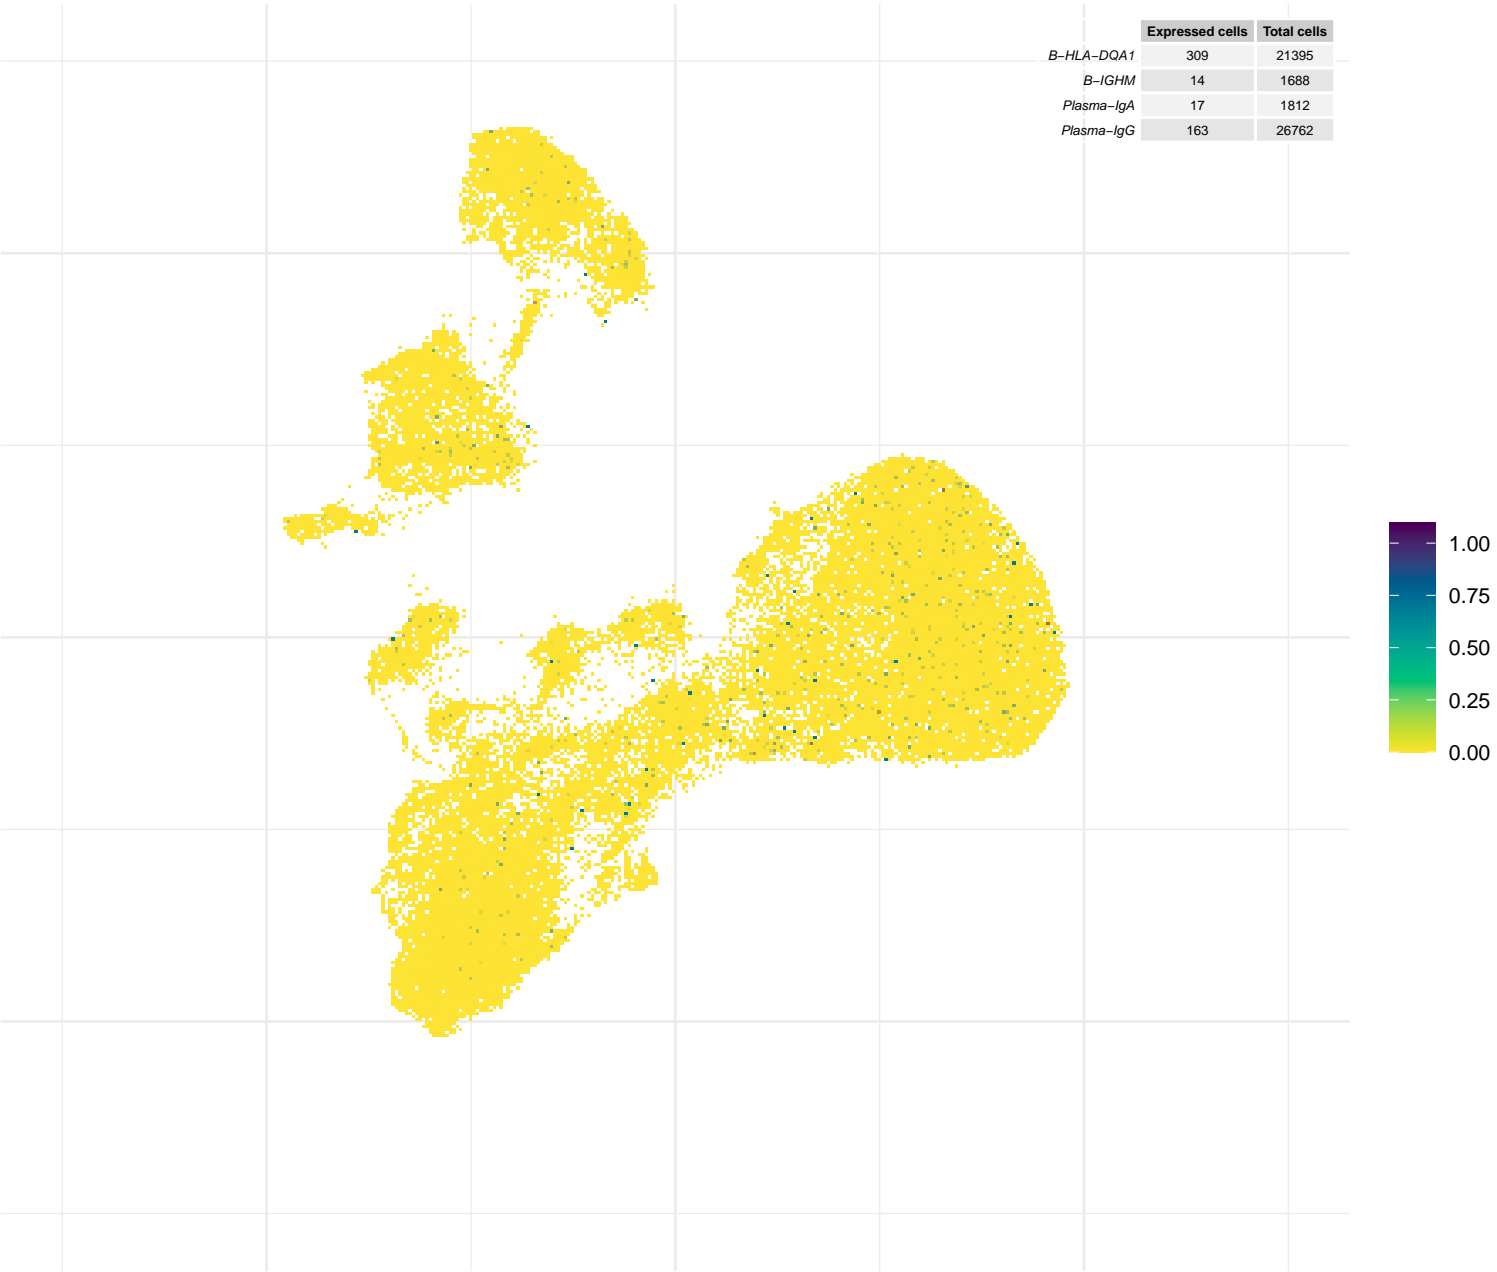 Expressed cells Total cells
B−HLA−DQA1 309 21395
B−IGHM 14 1688
Plasma−IgA 17 1812
Plasma−IgG 163 26762
1.00
0.75
0.50
0.25
0.00